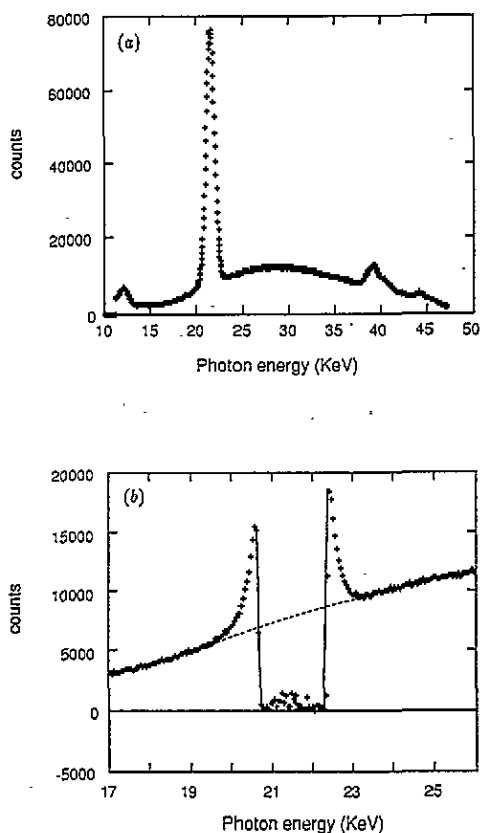 (a)
80000
60000
40000
20000
0
counts
10 15 20 25 30 35 40 45 50
Photon energy (KeV)
(b)
20000
15000
10000
5000
0
-5000
counts
17 19 21 23 25
Photon energy (KeV)